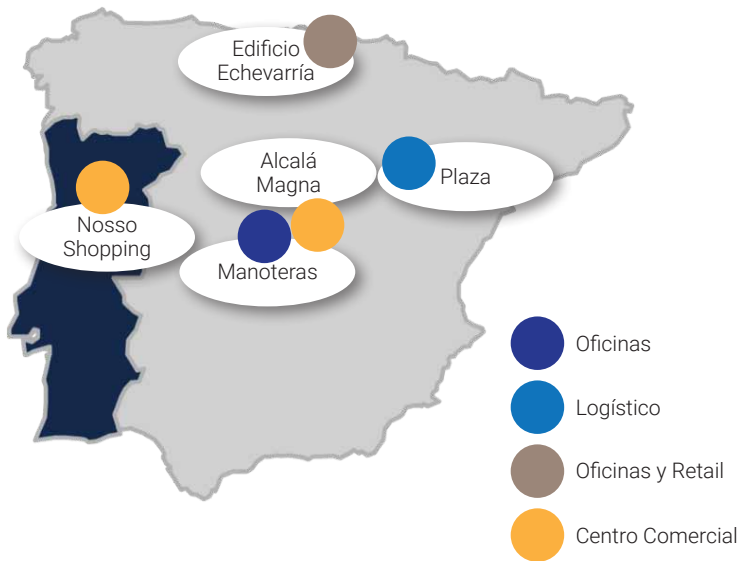 Edificio
Echevarría
Alcalá
Magna
Plaza
Nosso
Shopping
Manoteras
Oficinas
Logístico
Oficinas y Retail
Centro Comercial